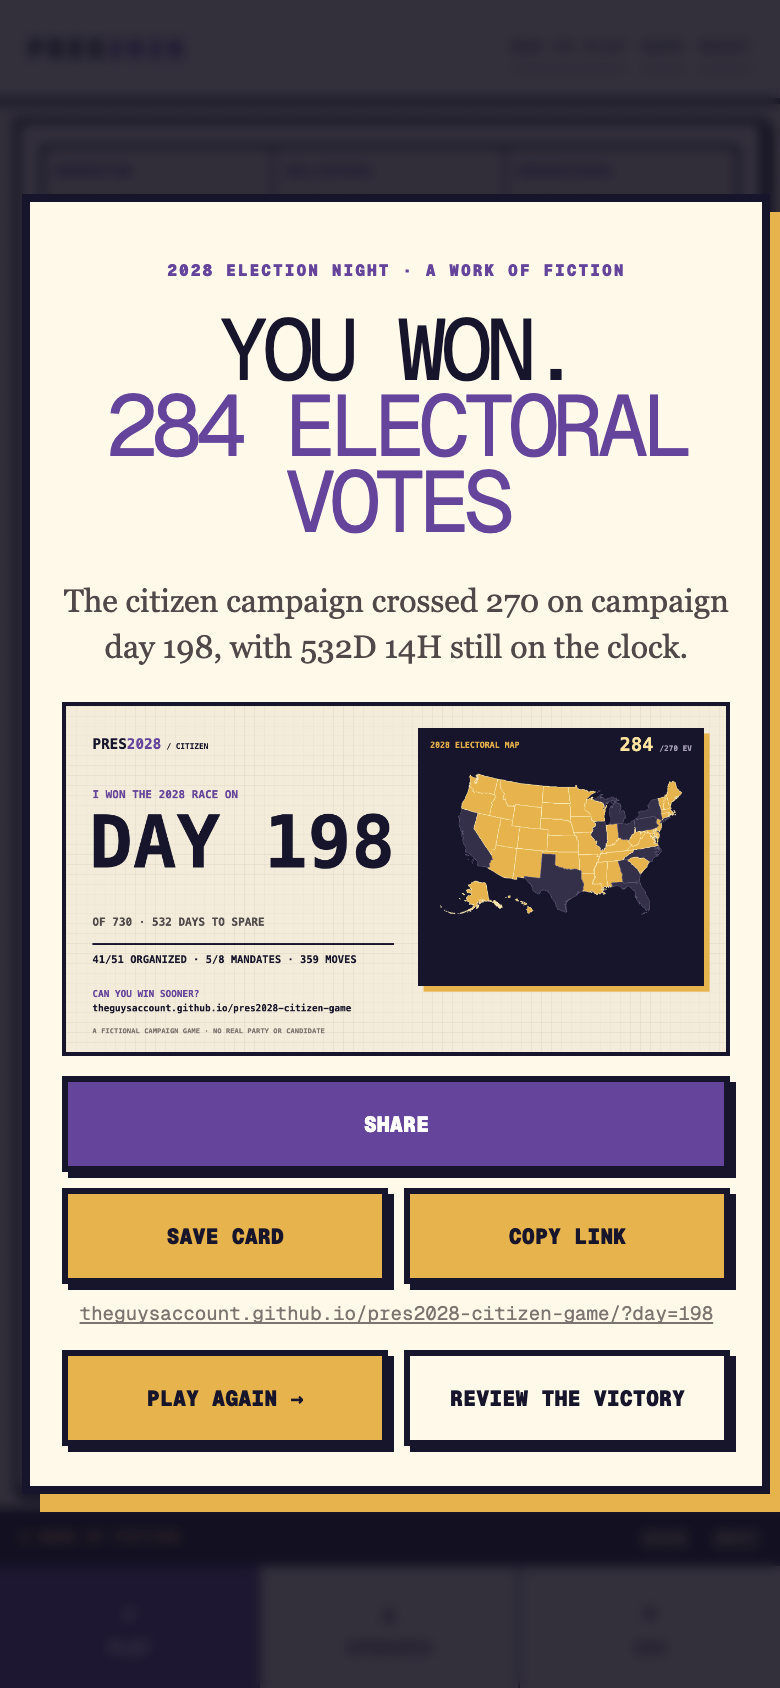 PRES2028
2028 ELECTION NIGHT · A WORK OF FICTION
YOU WON.
284 ELECTORAL
VOTES
The citizen campaign crossed 270 on campaign
day 198, with 532D 14H still on the clock.
PRES2028 / CITIZEN
I WON THE 2028 RACE ON
DAY 198
OF 730 · 532 DAYS TO SPARE
41/51 ORGANIZED · 5/8 MANDATES · 359 MOVES
CAN YOU WIN SOONER?
theguysaccount.github.io/pres2028-citizen-game
A FICTIONAL CAMPAIGN GAME · NO REAL PARTY OR CANDIDATE
2028 ELECTORAL MAP
284 /270 EV
SHARE
SAVE CARD
COPY LINK
theguysaccount.github.io/pres2028-citizen-game/?day=198
PLAY AGAIN →
REVIEW THE VICTORY